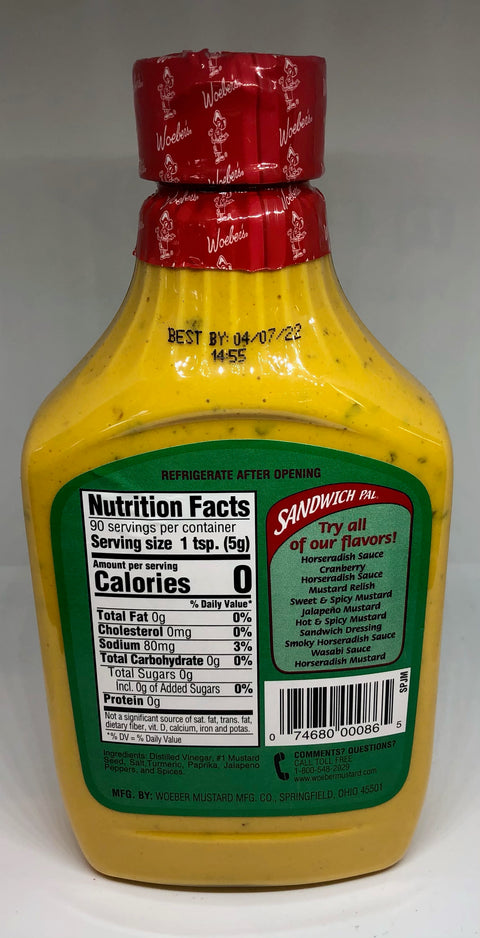 Woeber's
Woeber's
Woeber's
Woeber's
Woeber's
BEST BY: 04/07/22
14:55
REFRIGERATE AFTER OPENING
Nutrition Facts
90 servings per container
Serving size 1 tsp. (5g)
Amount per serving
Calories 0
% Daily Value*
Total Fat 0g 0%
Cholesterol 0mg 0%
Sodium 80mg 3%
Total Carbohydrate 0g 0%
Total Sugars 0g
Incl. 0g of Added Sugars 0%
Protein 0g
Not a significant source of sat. fat, trans. fat,
dietary fiber, vit. D, calcium, iron and potas.
*% DV = % Daily Value
Ingredients: Distilled Vinegar, #1 Mustard
Seed, Salt, Turmeric, Paprika, Jalapeno
Peppers, and Spices.
SANDWICH PAL.
Try all
of our flavors!
Horseradish Sauce
Cranberry
Horseradish Sauce
Mustard Relish
Sweet & Spicy Mustard
Jalapeño Mustard
Hot & Spicy Mustard
Sandwich Dressing
Smoky Horseradish Sauce
Wasabi Sauce
Horseradish Mustard
SPJM
0 74680 00086 5
COMMENTS? QUESTIONS?
CALL TOLL FREE
1-800-548-2929
www.woebermustard.com
MFG. BY: WOEBER MUSTARD MFG. CO., SPRINGFIELD, OHIO 45501